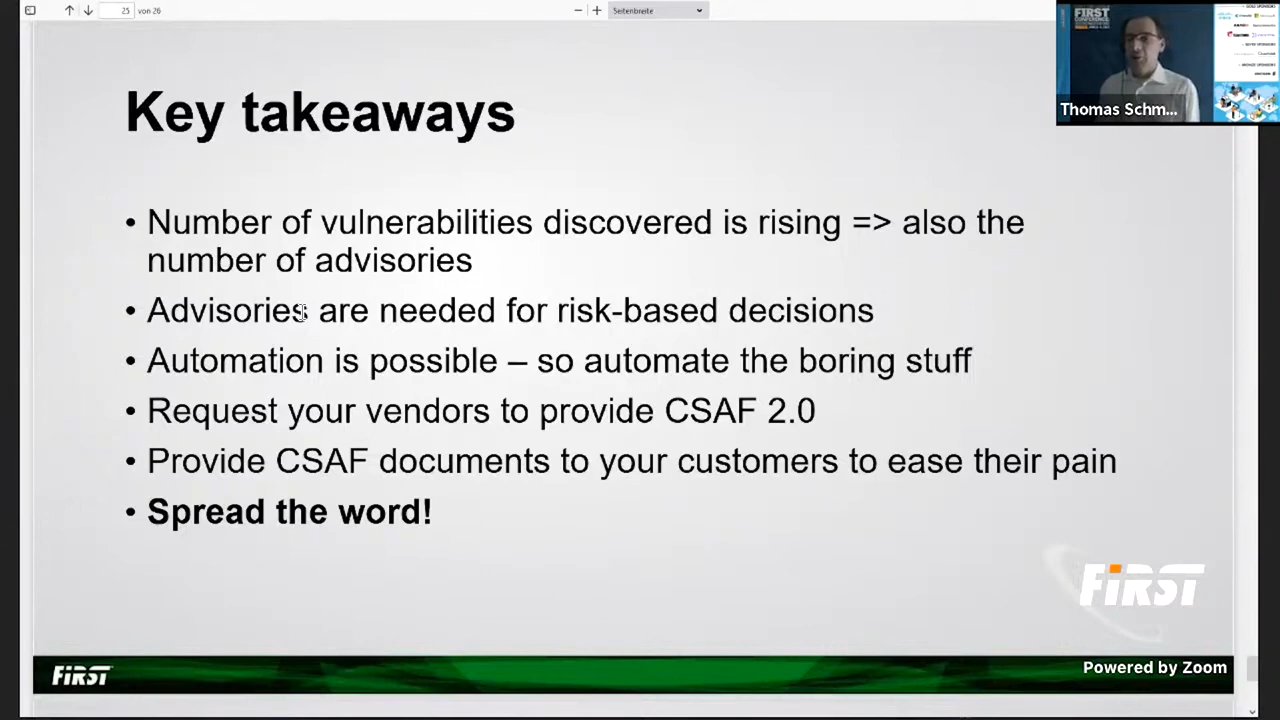 25 von 26
Seitenbreite
FIRST
Thomas Schm...
Key takeaways
• Number of vulnerabilities discovered is rising => also the
number of advisories
• Advisories are needed for risk-based decisions
• Automation is possible – so automate the boring stuff
• Request your vendors to provide CSAF 2.0
• Provide CSAF documents to your customers to ease their pain
• Spread the word!
FiRST
FiRST
Powered by Zoom